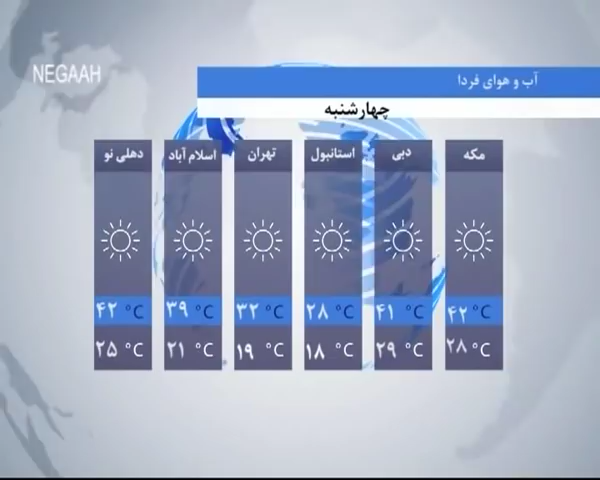 NEGAAH
آب و هوای فردا
چهارشنبه
مکه دبی استانبول تهران اسلام آباد دهلی نو
۴۲ °C ۳۹ °C ۳۲ °C ۲۸ °C ۴۱ °C ۴۲ °C
۲۵ °C ۲۱ °C ۱۹ °C ۱۸ °C ۲۹ °C ۲۸ °C